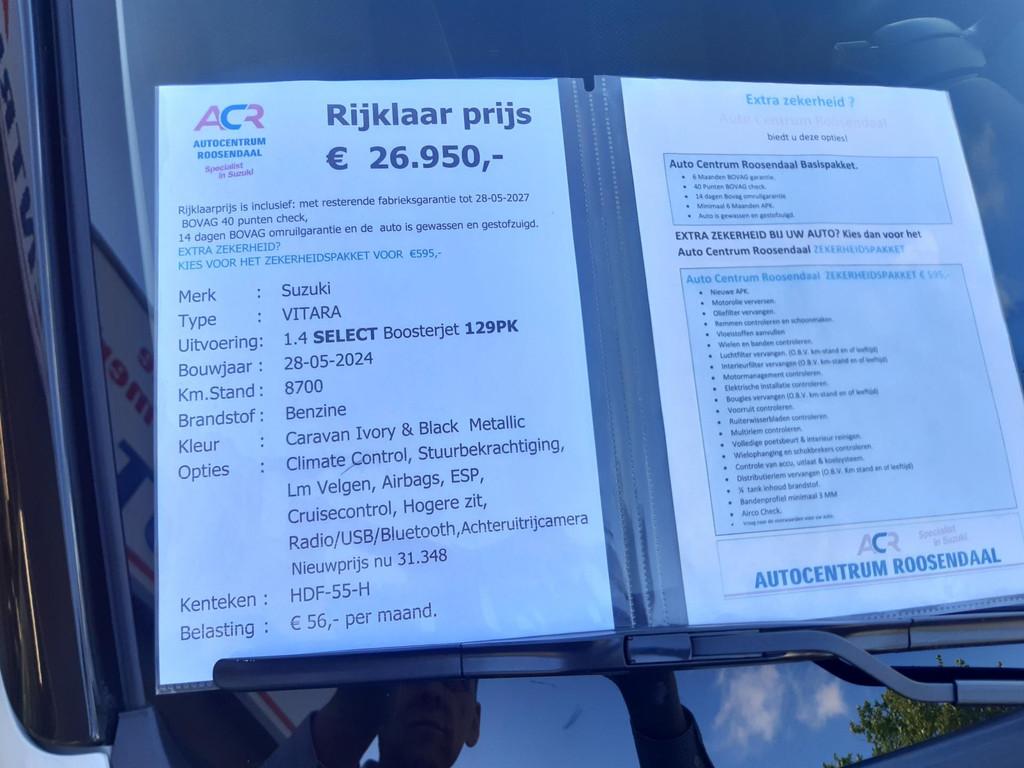 ACR
AUTOCENTRUM
ROOSENDAAL
Specialist
in Suzuki
Rijklaar prijs
€ 26.950,-
Rijklaarprijs is inclusief: met resterende fabrieksgarantie tot 28-05-2027
BOVAG 40 punten check,
14 dagen BOVAG omruilgarantie en de auto is gewassen en gestofzuigd.
EXTRA ZEKERHEID?
KIES VOOR HET ZEKERHEIDSPAKET VOOR €595,-
Merk : Suzuki
Type : VITARA
Uitvoering: 1.4 SELECT Boosterjet 129PK
Bouwjaar : 28-05-2024
Km.Stand : 8700
Brandstof : Benzine
Kleur : Caravan Ivory & Black Metallic
Opties : Climate Control, Stuurbekrachtiging,
Lm Velgen, Airbags, ESP,
Cruisecontrol, Hogere zit,
Radio/USB/Bluetooth,Achteruitrijcamera
Nieuwprijs nu 31.348
Kenteken : HDF-55-H
Belasting : € 56,- per maand.
Extra zekerheid ?
Auto Centrum Roosendaal
biedt u deze opties!
Auto Centrum Roosendaal Basispakket.
• 6 Maanden BOVAG garantie.
• 40 Punten BOVAG check.
• 14 dagen Bovag omruilgarantie
• Minimaal 6 Maanden APK.
• Auto is gewassen en gestofzuigd.
EXTRA ZEKERHEID BIJ UW AUTO? Kies dan voor het
Auto Centrum Roosendaal ZEKERHEIDSPAKKET
Auto Centrum Roosendaal ZEKERHEIDSPAKKET € 595,-
• Nieuwe APK.
• Motorolie verversen.
• Oliefilter vervangen.
• Remmen controleren en schoonmaken.
• Vloeistoffen aanvullen
• Wielen en banden controleren.
• Luchtfilter vervangen. (O.B.V. km-stand en of leeftijd)
• Interieurfilter vervangen (O.B.V. km-stand en of leeftijd)
• Motormanagement controleren.
• Elektrische installatie controleren.
• Bougies vervangen (O.B.V. km-stand en of leeftijd)
• Voorruit controleren.
• Ruitenwisserbladen controleren.
• Multiriem controleren.
• Volledige poetsbeurt & interieur reinigen.
• Wielophanging en schokbrekers controleren.
• Controle van accu, uitlaat & koelsysteem.
• Distributieriem vervangen (O.B.V. Km stand en of leeftijd)
• ¼ tank inhoud brandstof.
• Bandenprofiel minimaal 3 MM
• Airco Check.
• Vraag naar de voorwaarden voor uw auto.
ACR Specialist
in Suzuki
AUTOCENTRUM ROOSENDAAL